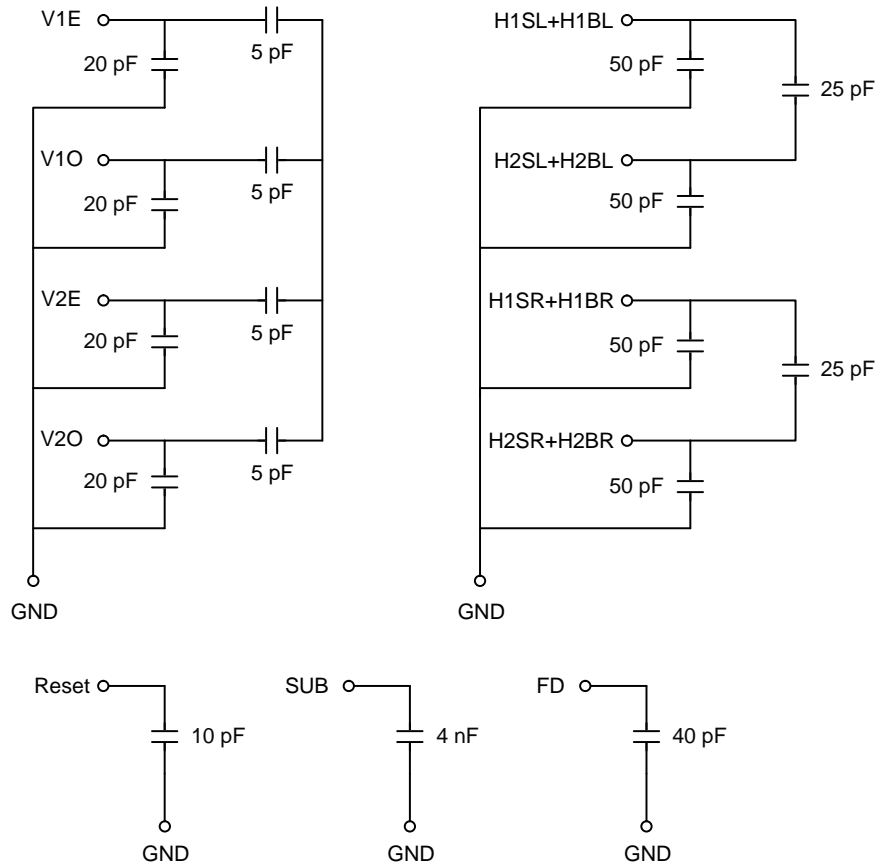 V1E
5 pF
20 pF
V1O
5 pF
20 pF
V2E
5 pF
20 pF
V2O
5 pF
20 pF
GND
H1SL+H1BL
50 pF
25 pF
H2SL+H2BL
50 pF
H1SR+H1BR
50 pF
25 pF
H2SR+H2BR
50 pF
GND
Reset
10 pF
GND
SUB
4 nF
GND
FD
40 pF
GND